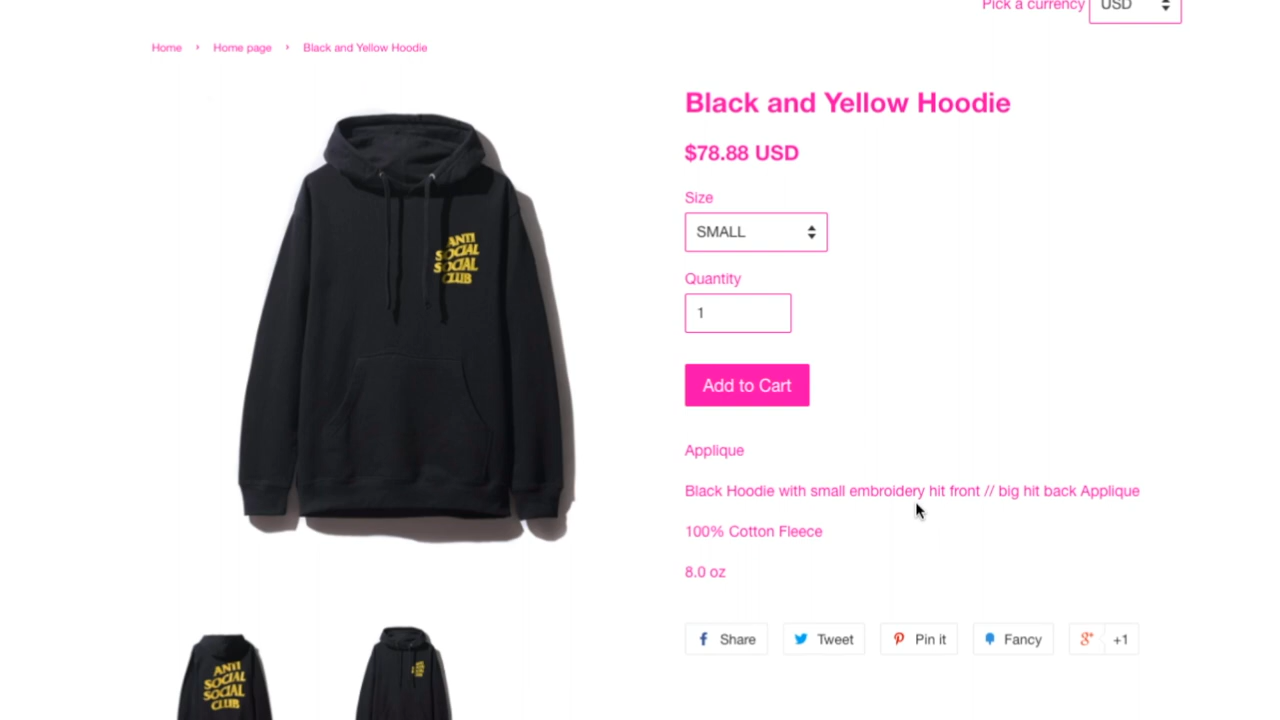 Pick a currency USD
Home › Home page › Black and Yellow Hoodie
Black and Yellow Hoodie
$78.88 USD
Size
SMALL
Quantity
1
Add to Cart
Applique
Black Hoodie with small embroidery hit front // big hit back Applique
100% Cotton Fleece
8.0 oz
Share Tweet Pin it Fancy g+ +1
ANTI
SOCIAL
SOCIAL
CLUB
ANTI
SOCIAL
SOCIAL
CLUB